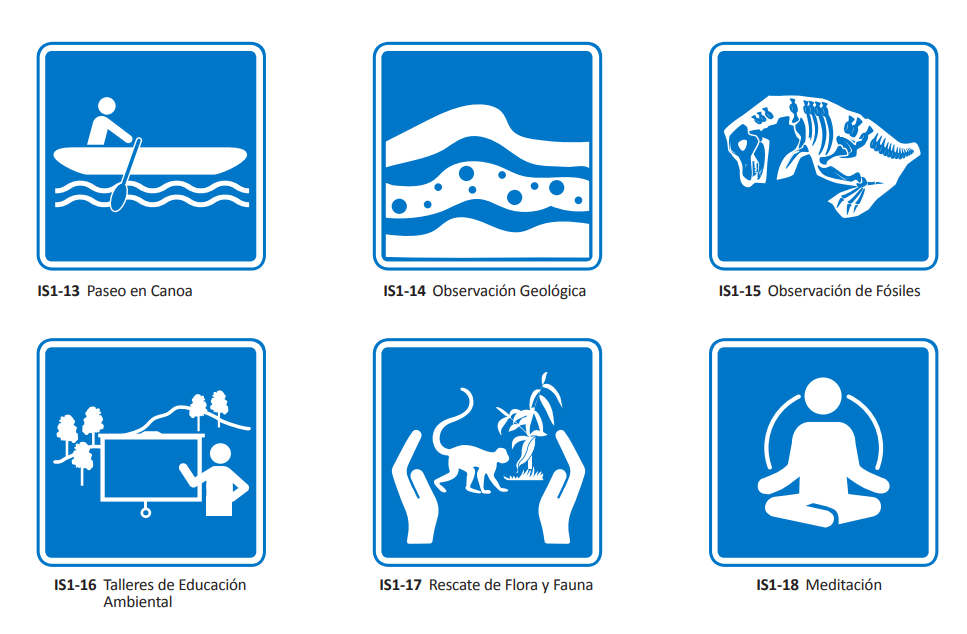 IS1-13 Paseo en Canoa
IS1-14 Observación Geológica
IS1-15 Observación de Fósiles
IS1-16 Talleres de Educación
Ambiental
IS1-17 Rescate de Flora y Fauna
IS1-18 Meditación